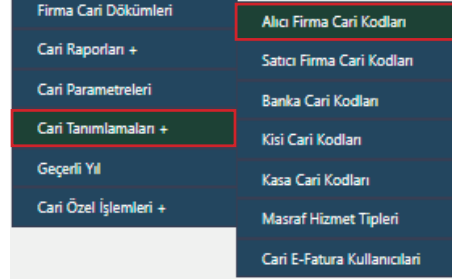 Firma Cari Dökümleri
Cari Raporları +
Cari Parametreleri
Cari Tanımlamaları +
Geçerli Yıl
Cari Özel İşlemleri +
Alıcı Firma Cari Kodları
Satıcı Firma Cari Kodları
Banka Cari Kodları
Kisi Cari Kodları
Kasa Cari Kodları
Masraf Hizmet Tipleri
Cari E-Fatura Kullanıcılari